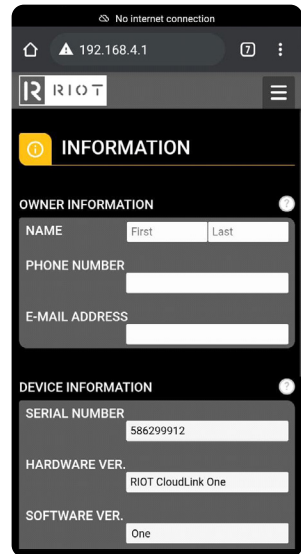 No internet connection
192.168.4.1
7
RIOT
INFORMATION
OWNER INFORMATION ?
NAME First Last
PHONE NUMBER
E-MAIL ADDRESS
DEVICE INFORMATION ?
SERIAL NUMBER
586299912
HARDWARE VER.
RIOT CloudLink One
SOFTWARE VER.
One